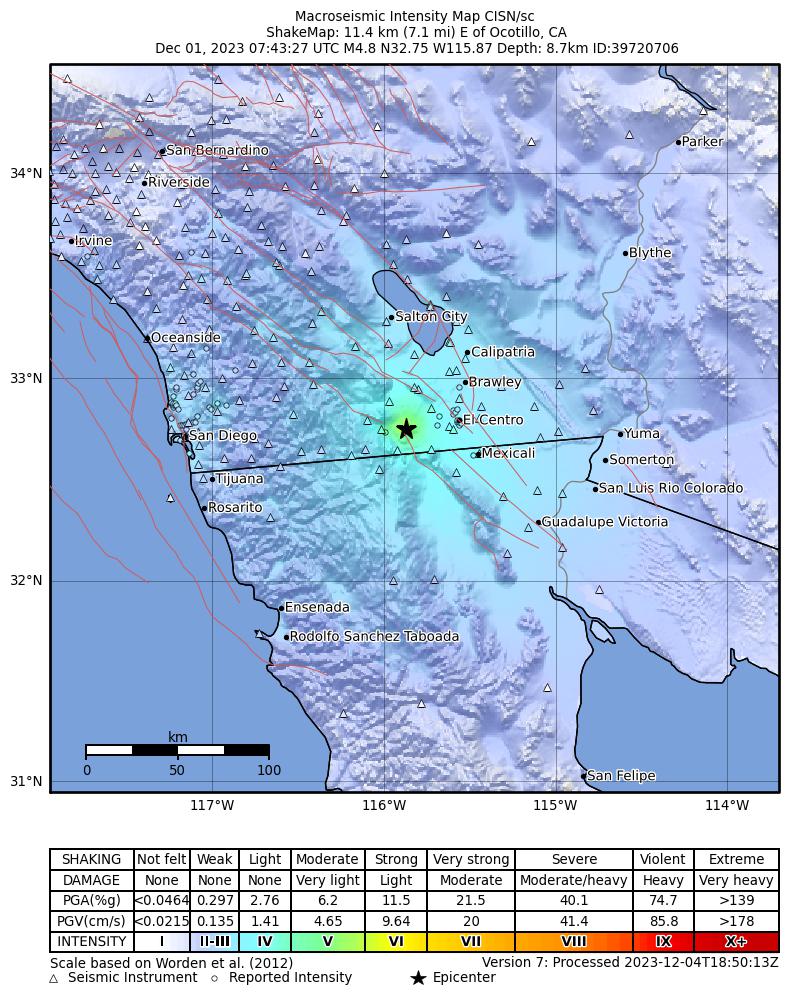 Macroseismic Intensity Map CISN/sc
ShakeMap: 11.4 km (7.1 mi) E of Ocotillo, CA
Dec 01, 2023 07:43:27 UTC M4.8 N32.75 W115.87 Depth: 8.7km ID:39720706
Parker
San Bernardino
34°N
Riverside
Irvine
Blythe
Salton City
Oceanside
Calipatria
33°N
Brawley
El Centro
San Diego
Yuma
Mexicali
Somerton
Tijuana
San Luis Rio Colorado
Rosarito
Guadalupe Victoria
32°N
Ensenada
Rodolfo Sanchez Taboada
km
0 50 100
San Felipe
31°N
117°W 116°W 115°W 114°W
SHAKING Not felt Weak Light Moderate Strong Very strong Severe Violent Extreme
DAMAGE None None None Very light Light Moderate Moderate/heavy Heavy Very heavy
PGA(%g) <0.0464 0.297 2.76 6.2 11.5 21.5 40.1 74.7 >139
PGV(cm/s) <0.0215 0.135 1.41 4.65 9.64 20 41.4 85.8 >178
INTENSITY I II-III IV V VI VII VIII IX X+
Scale based on Worden et al. (2012) Version 7: Processed 2023-12-04T18:50:13Z
△ Seismic Instrument ○ Reported Intensity ★ Epicenter